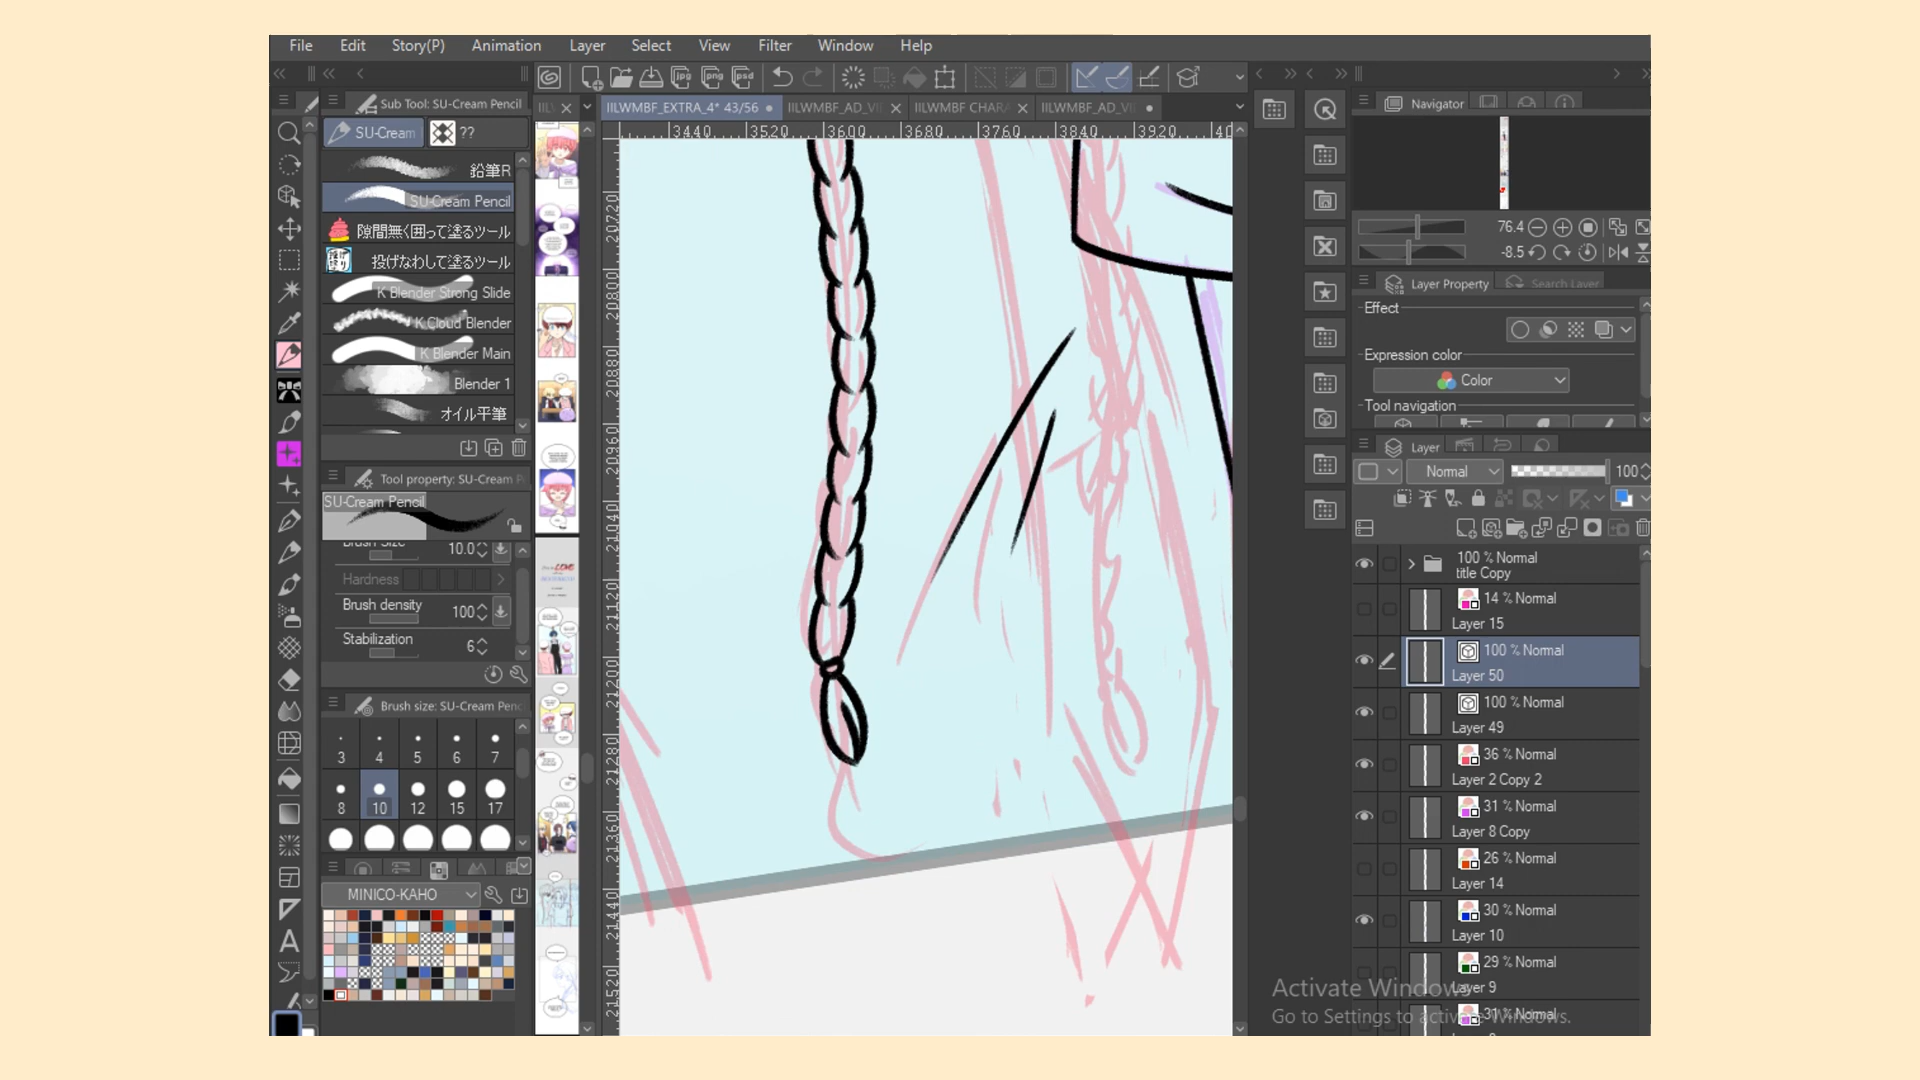 File Edit Story(P) Animation Layer Select View Filter Window Help
Sub Tool: SU-Cream Pencil
IILWMBF_EXTRA_4* 43/56 IILWMBF_AD_VI IILWMBF CHARA IILWMBF_AD_VI
Navigator
SU-Cream ??
3440 3520 3600 3680 3760 3840 3920
鉛筆R
SU-Cream Pencil
隙間無く囲って塗るツール
投げなわして塗るツール
K Blender Strong Slide
K Cloud Blender
K Blender Main
Blender 1
オイル平筆
Tool property: SU-Cream P
SU-Cream Pencil
Brush Size 10.0
Hardness
Brush density 100
Stabilization 6
Brush size: SU-Cream Penc
3 4 5 6 7
8 10 12 15 17
MINICO-KAHO
20720
20800
20880
20960
21040
21120
21200
21280
21360
21440
21520
76.4
-8.5
Layer Property Search Layer
Effect
Expression color
Color
Tool navigation
Layer
Normal 100
100 % Normal
title Copy
14 % Normal
Layer 15
100 % Normal
Layer 50
100 % Normal
Layer 49
36 % Normal
Layer 2 Copy 2
31 % Normal
Layer 8 Copy
26 % Normal
Layer 14
30 % Normal
Layer 10
29 % Normal
Layer 9
31 % Normal
Activate Windows
Go to Settings to activate Windows.